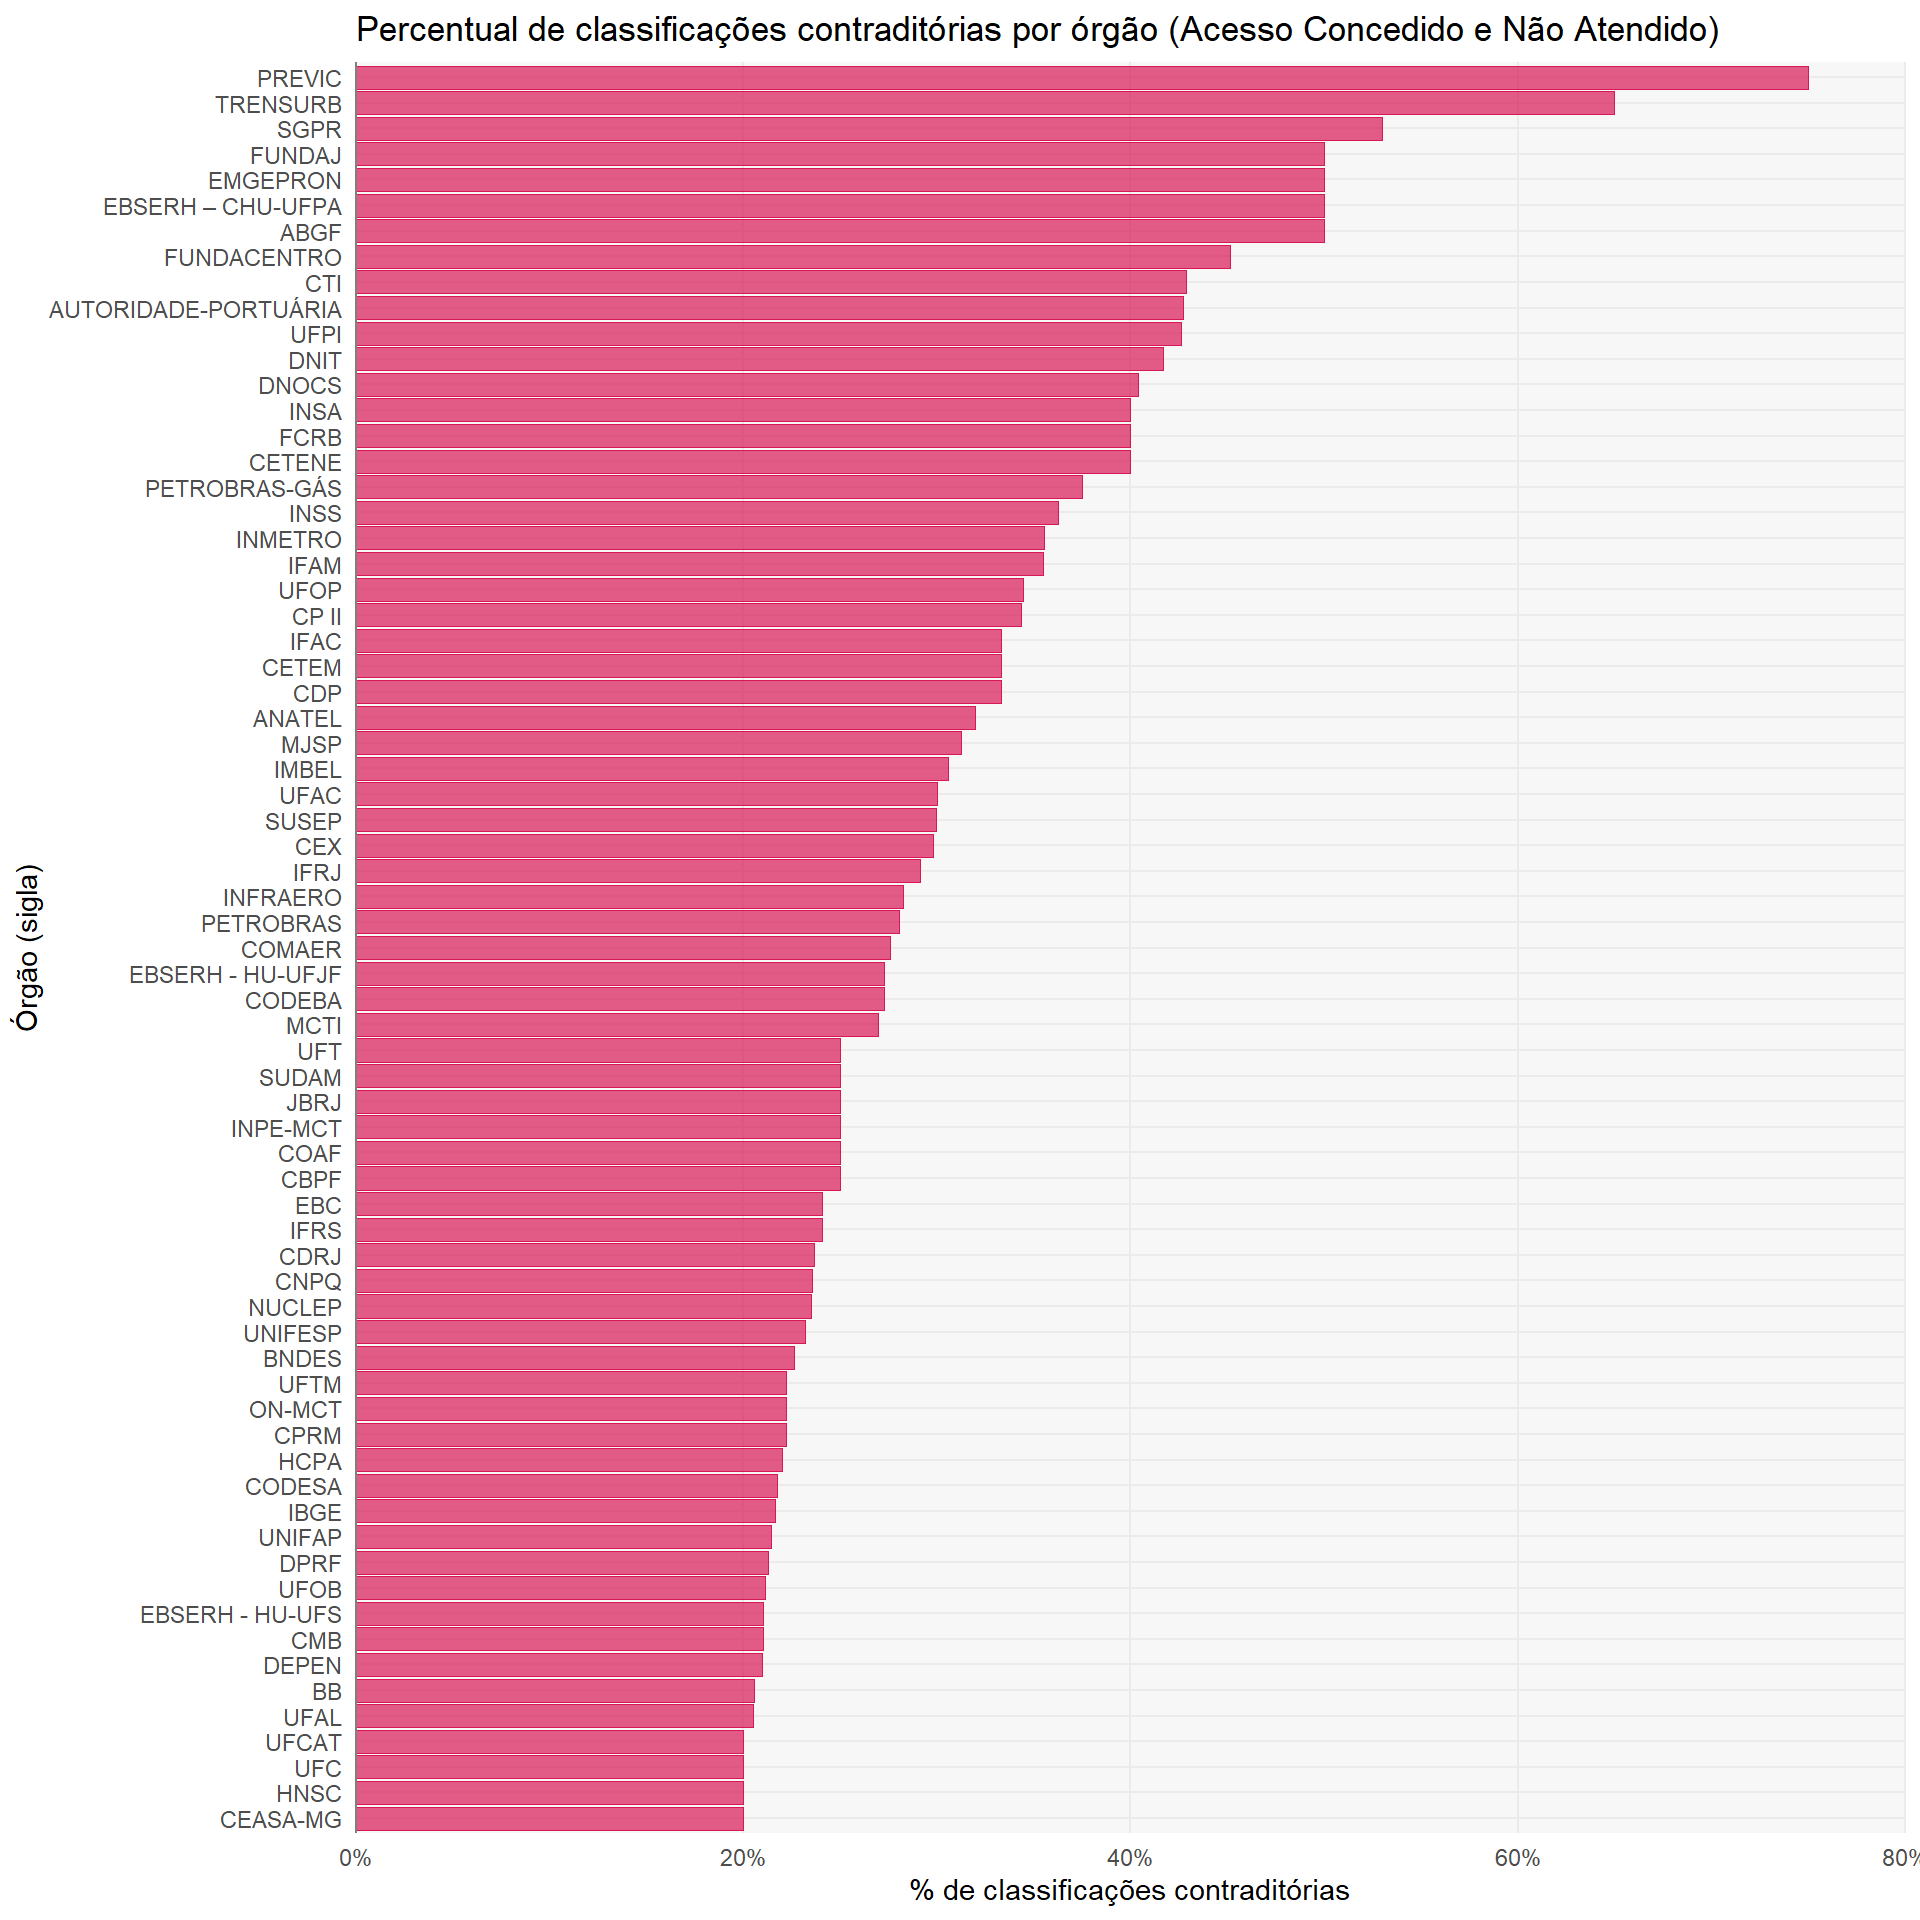 Percentual de classificações contraditórias por órgão (Acesso Concedido e Não Atendido)
PREVIC
TRENSURB
SGPR
FUNDAJ
EMGEPRON
EBSERH – CHU-UFPA
ABGF
FUNDACENTRO
CTI
AUTORIDADE-PORTUÁRIA
UFPI
DNIT
DNOCS
INSA
FCRB
CETENE
PETROBRAS-GÁS
INSS
INMETRO
IFAM
UFOP
CP II
IFAC
CETEM
CDP
ANATEL
MJSP
IMBEL
UFAC
SUSEP
CEX
IFRJ
INFRAERO
PETROBRAS
COMAER
EBSERH - HU-UFJF
CODEBA
MCTI
UFT
SUDAM
JBRJ
INPE-MCT
COAF
CBPF
EBC
IFRS
CDRJ
CNPQ
NUCLEP
UNIFESP
BNDES
UFTM
ON-MCT
CPRM
HCPA
CODESA
IBGE
UNIFAP
DPRF
UFOB
EBSERH - HU-UFS
CMB
DEPEN
BB
UFAL
UFCAT
UFC
HNSC
CEASA-MG
Órgão (sigla)
0% 20% 40% 60% 80%
% de classificações contraditórias